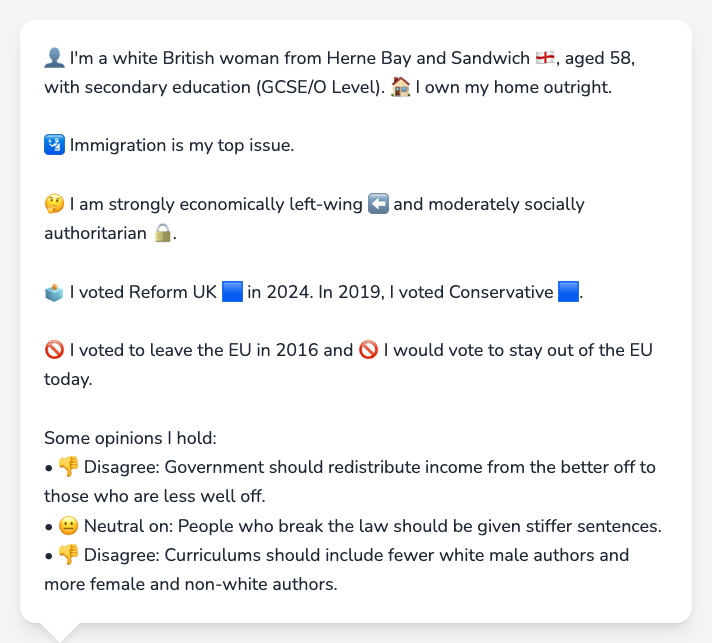 👤 I'm a white British woman from Herne Bay and Sandwich 🏴󠁧󠁢󠁥󠁮󠁧󠁿, aged 58,
with secondary education (GCSE/O Level). 🏠 I own my home outright.
🛂 Immigration is my top issue.
🤔 I am strongly economically left-wing ⬅️ and moderately socially
authoritarian 🔒.
🗳️ I voted Reform UK 🟦 in 2024. In 2019, I voted Conservative 🟦.
🚫 I voted to leave the EU in 2016 and 🚫 I would vote to stay out of the EU
today.
Some opinions I hold:
• 👎 Disagree: Government should redistribute income from the better off to
those who are less well off.
• 😐 Neutral on: People who break the law should be given stiffer sentences.
• 👎 Disagree: Curriculums should include fewer white male authors and
more female and non-white authors.